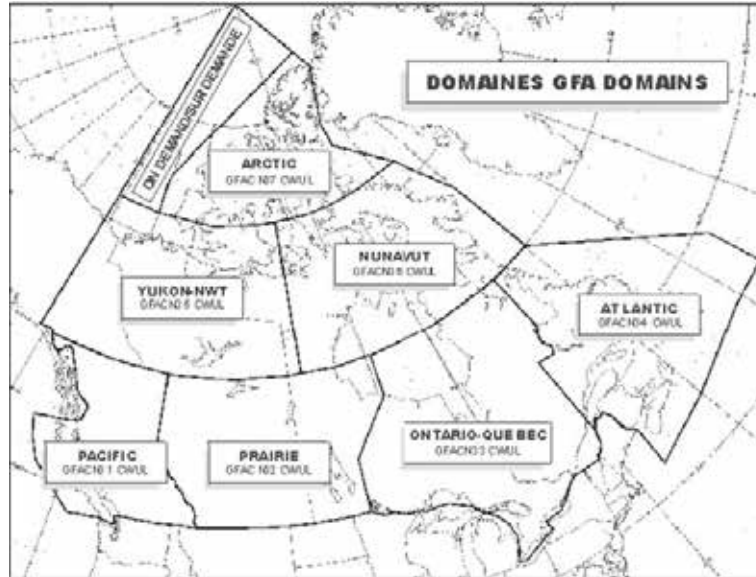 DOMAINES GFA DOMAINS
ON DEMAND/SUR DEMANDE
ARCTIC
GFACN37 CWUL
NUNAVUT
GFACN36 CWUL
YUKON-NWT
GFACN35 CWUL
ATLANTIC
GFACN34 CWUL
ONTARIO-QUEBEC
GFACN33 CWUL
PACIFIC
GFACN31 CWUL
PRAIRIE
GFACN32 CWUL